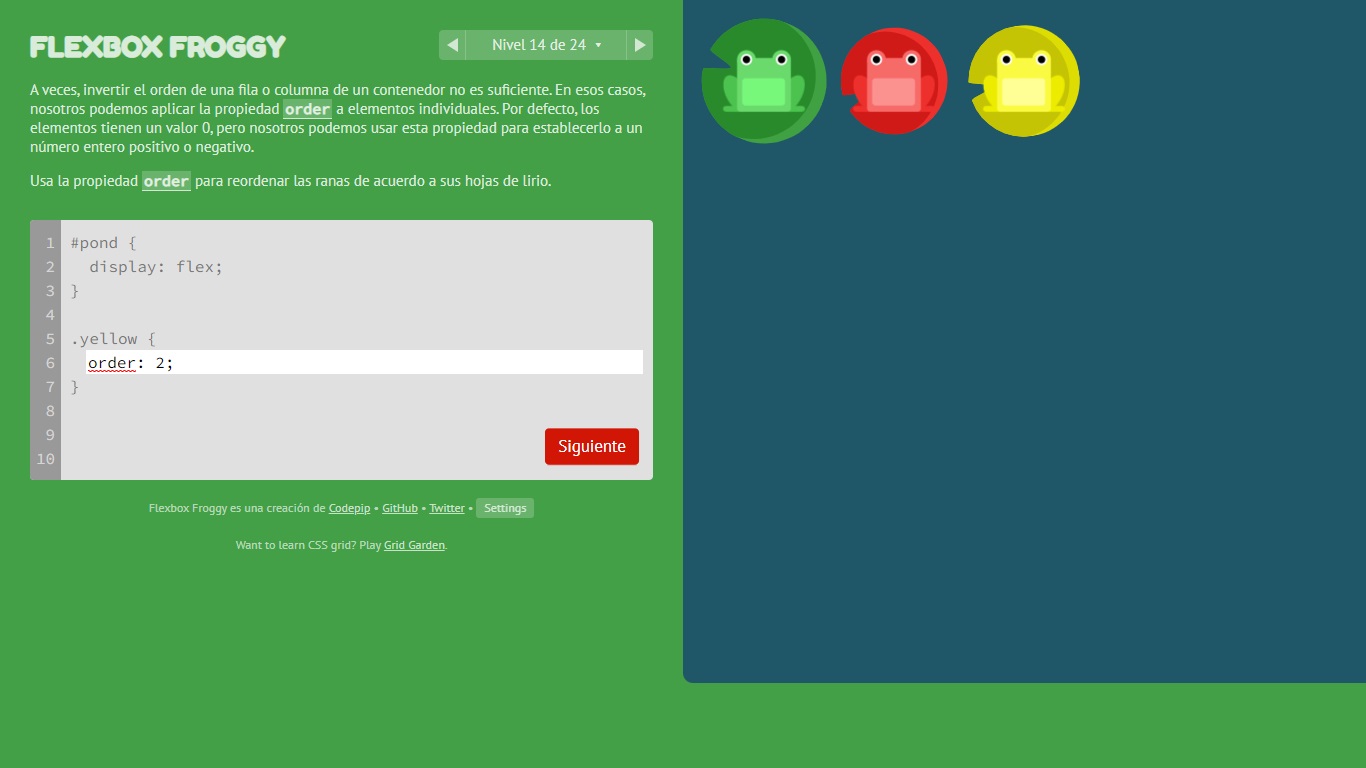 FLEXBOX FROGGY
Nivel 14 de 24
A veces, invertir el orden de una fila o columna de un contenedor no es suficiente. En esos casos,
nosotros podemos aplicar la propiedad order a elementos individuales. Por defecto, los
elementos tienen un valor 0, pero nosotros podemos usar esta propiedad para establecerlo a un
número entero positivo o negativo.
Usa la propiedad order para reordenar las ranas de acuerdo a sus hojas de lirio.
1 #pond {
2 display: flex;
3 }
4
5 .yellow {
6 order: 2;
7 }
8
9
10
Siguiente
Flexbox Froggy es una creación de Codepip • GitHub • Twitter • Settings
Want to learn CSS grid? Play Grid Garden.